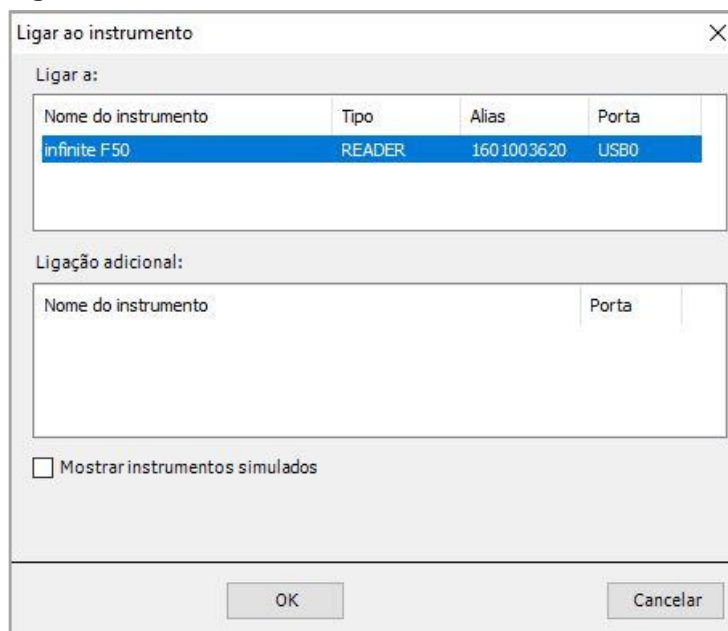 Ligar ao instrumento
Ligar a:
Nome do instrumento Tipo Alias Porta
infinite F50 READER 1601003620 USB0
Ligação adicional:
Nome do instrumento Porta
Mostrar instrumentos simulados
OK Cancelar